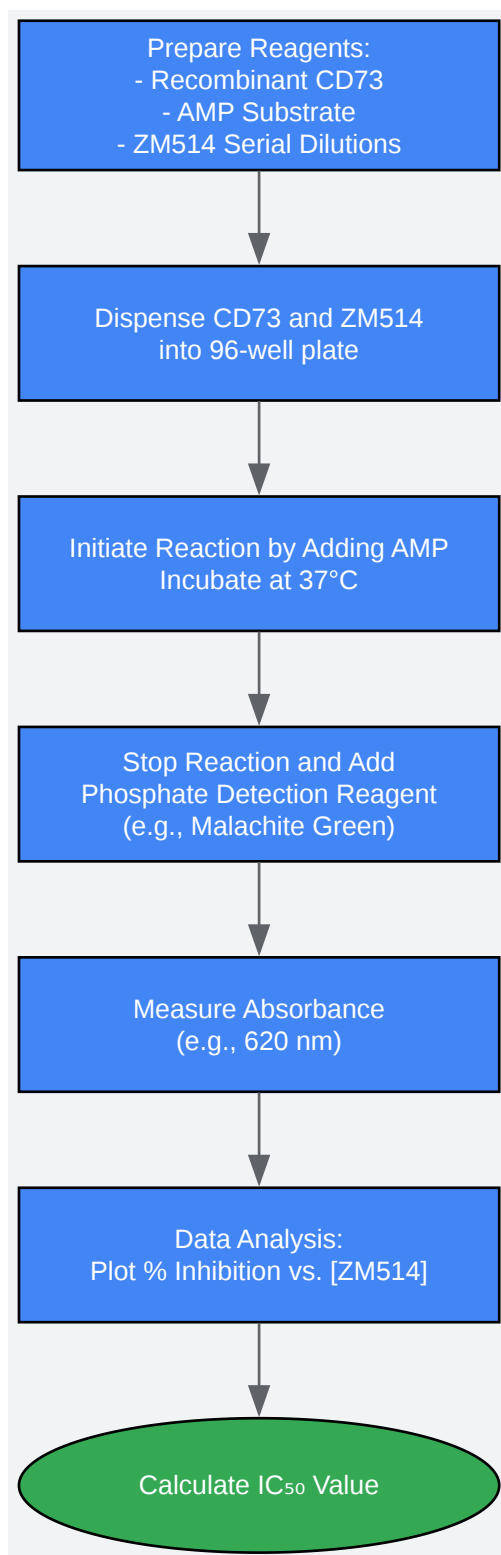 Prepare Reagents:
- Recombinant CD73
- AMP Substrate
- ZM514 Serial Dilutions
Dispense CD73 and ZM514
into 96-well plate
Initiate Reaction by Adding AMP
Incubate at 37°C
Stop Reaction and Add
Phosphate Detection Reagent
(e.g., Malachite Green)
Measure Absorbance
(e.g., 620 nm)
Data Analysis:
Plot % Inhibition vs. [ZM514]
Calculate IC₅₀ Value